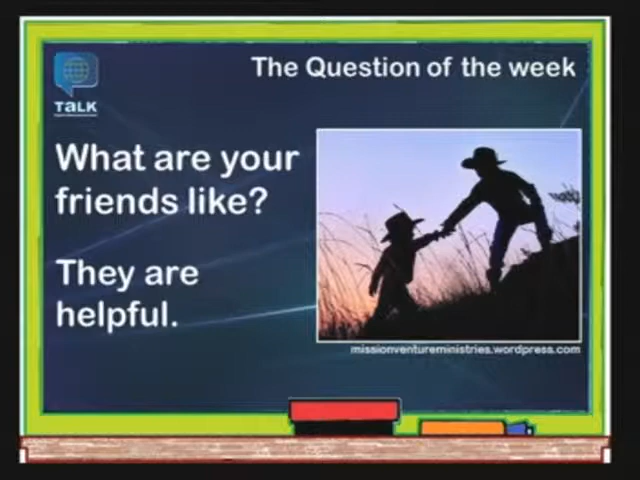 The Question of the week
TaLK
What are your
friends like?
They are
helpful.
missionventureministries.wordpress.com